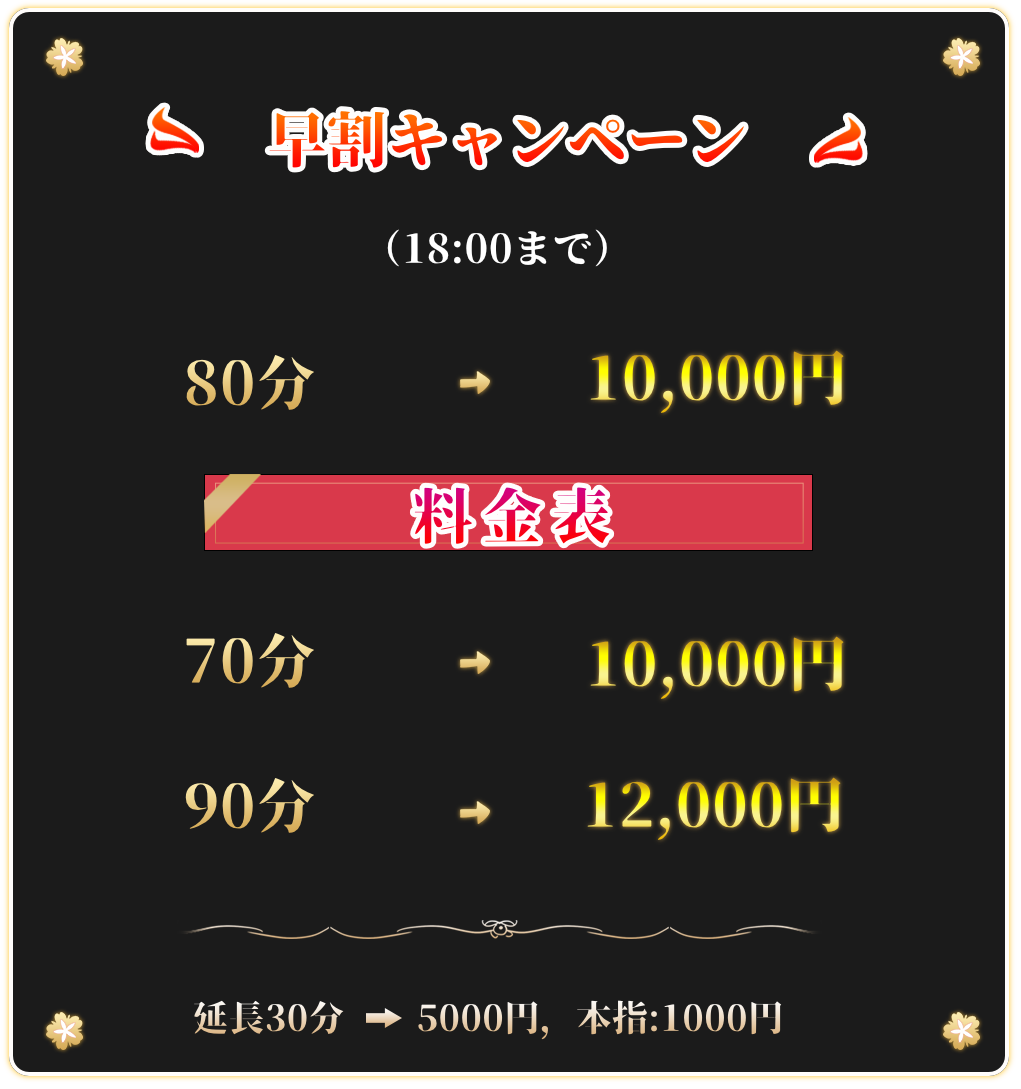 早割キャンペーン
（18:00まで）
80分 ➡ 10,000円
料金表
70分 ➡ 10,000円
90分 ➡ 12,000円
延長30分 ➡ 5000円，本指:1000円